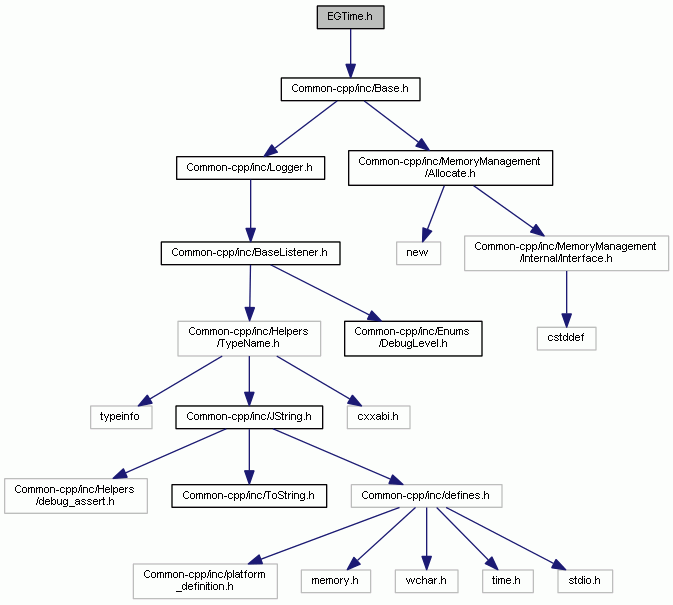 EGTime.h
Common-cpp/inc/Base.h
Common-cpp/inc/Logger.h
Common-cpp/inc/MemoryManagement
/Allocate.h
new
Common-cpp/inc/MemoryManagement
/Internal/Interface.h
Common-cpp/inc/BaseListener.h
cstddef
Common-cpp/inc/Helpers
/TypeName.h
Common-cpp/inc/Enums
/DebugLevel.h
typeinfo
Common-cpp/inc/JString.h
cxxabi.h
Common-cpp/inc/Helpers
/debug_assert.h
Common-cpp/inc/ToString.h
Common-cpp/inc/defines.h
Common-cpp/inc/platform
_definition.h
memory.h
wchar.h
time.h
stdio.h